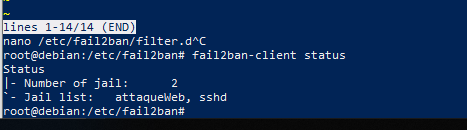 ~
~
lines 1-14/14 (END)
nano /etc/fail2ban/filter.d^C
root@debian:/etc/fail2ban# fail2ban-client status
Status
|- Number of jail:      2
`- Jail list:   attaqueWeb, sshd
root@debian:/etc/fail2ban#